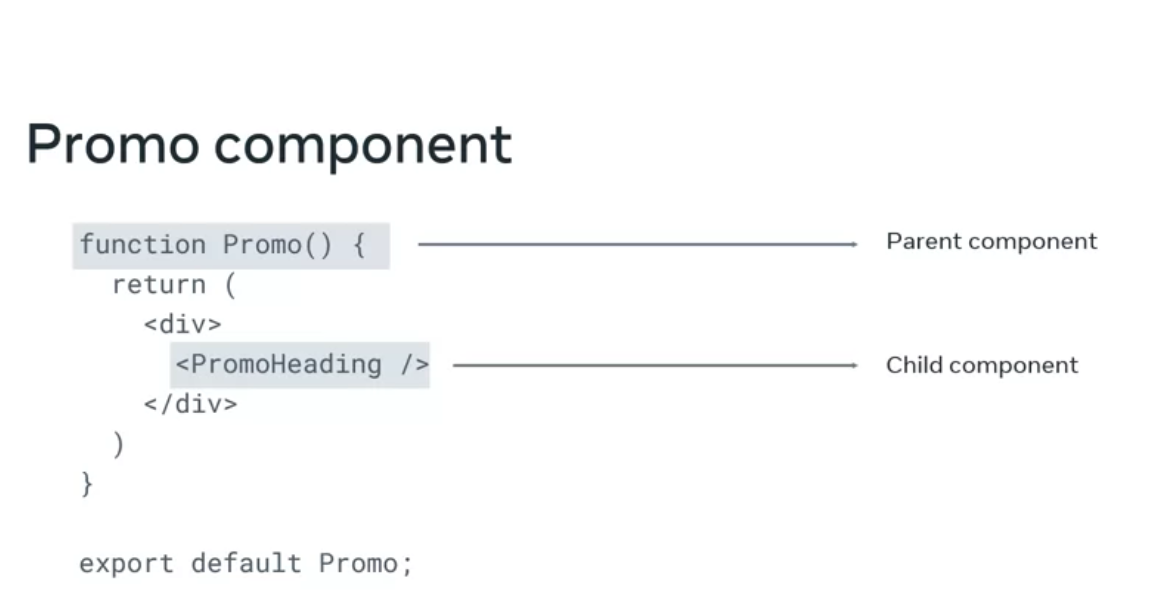 Promo component
function Promo() { Parent component
return (
<div>
<PromoHeading /> Child component
</div>
)
}
export default Promo;